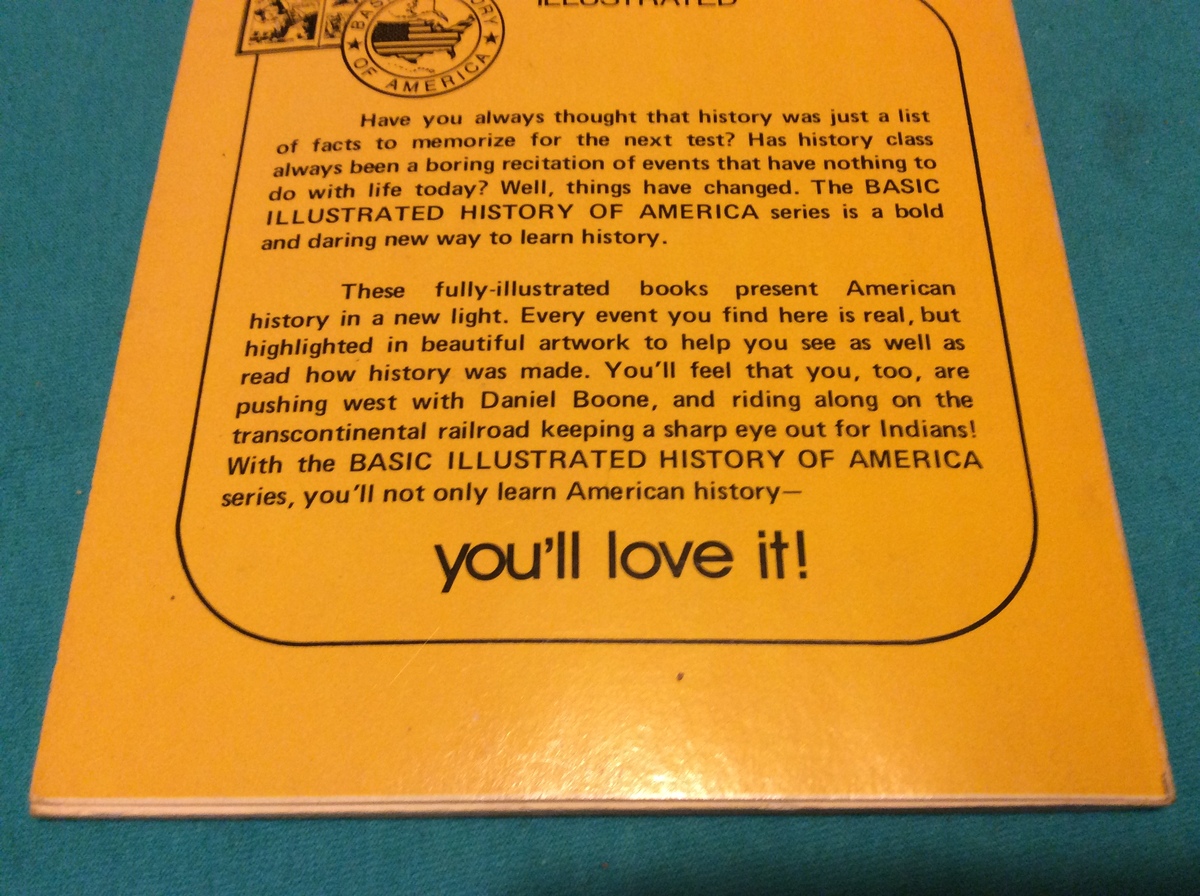 ILLUSTRATED
OF AMERICA
Have you always thought that history was just a list
of facts to memorize for the next test? Has history class
always been a boring recitation of events that have nothing to
do with life today? Well, things have changed. The BASIC
ILLUSTRATED HISTORY OF AMERICA series is a bold
and daring new way to learn history.
These fully-illustrated books present American
history in a new light. Every event you find here is real, but
highlighted in beautiful artwork to help you see as well as
read how history was made. You'll feel that you, too, are
pushing west with Daniel Boone, and riding along on the
transcontinental railroad keeping a sharp eye out for Indians!
With the BASIC ILLUSTRATED HISTORY OF AMERICA
series, you'll not only learn American history—
you'll love it!